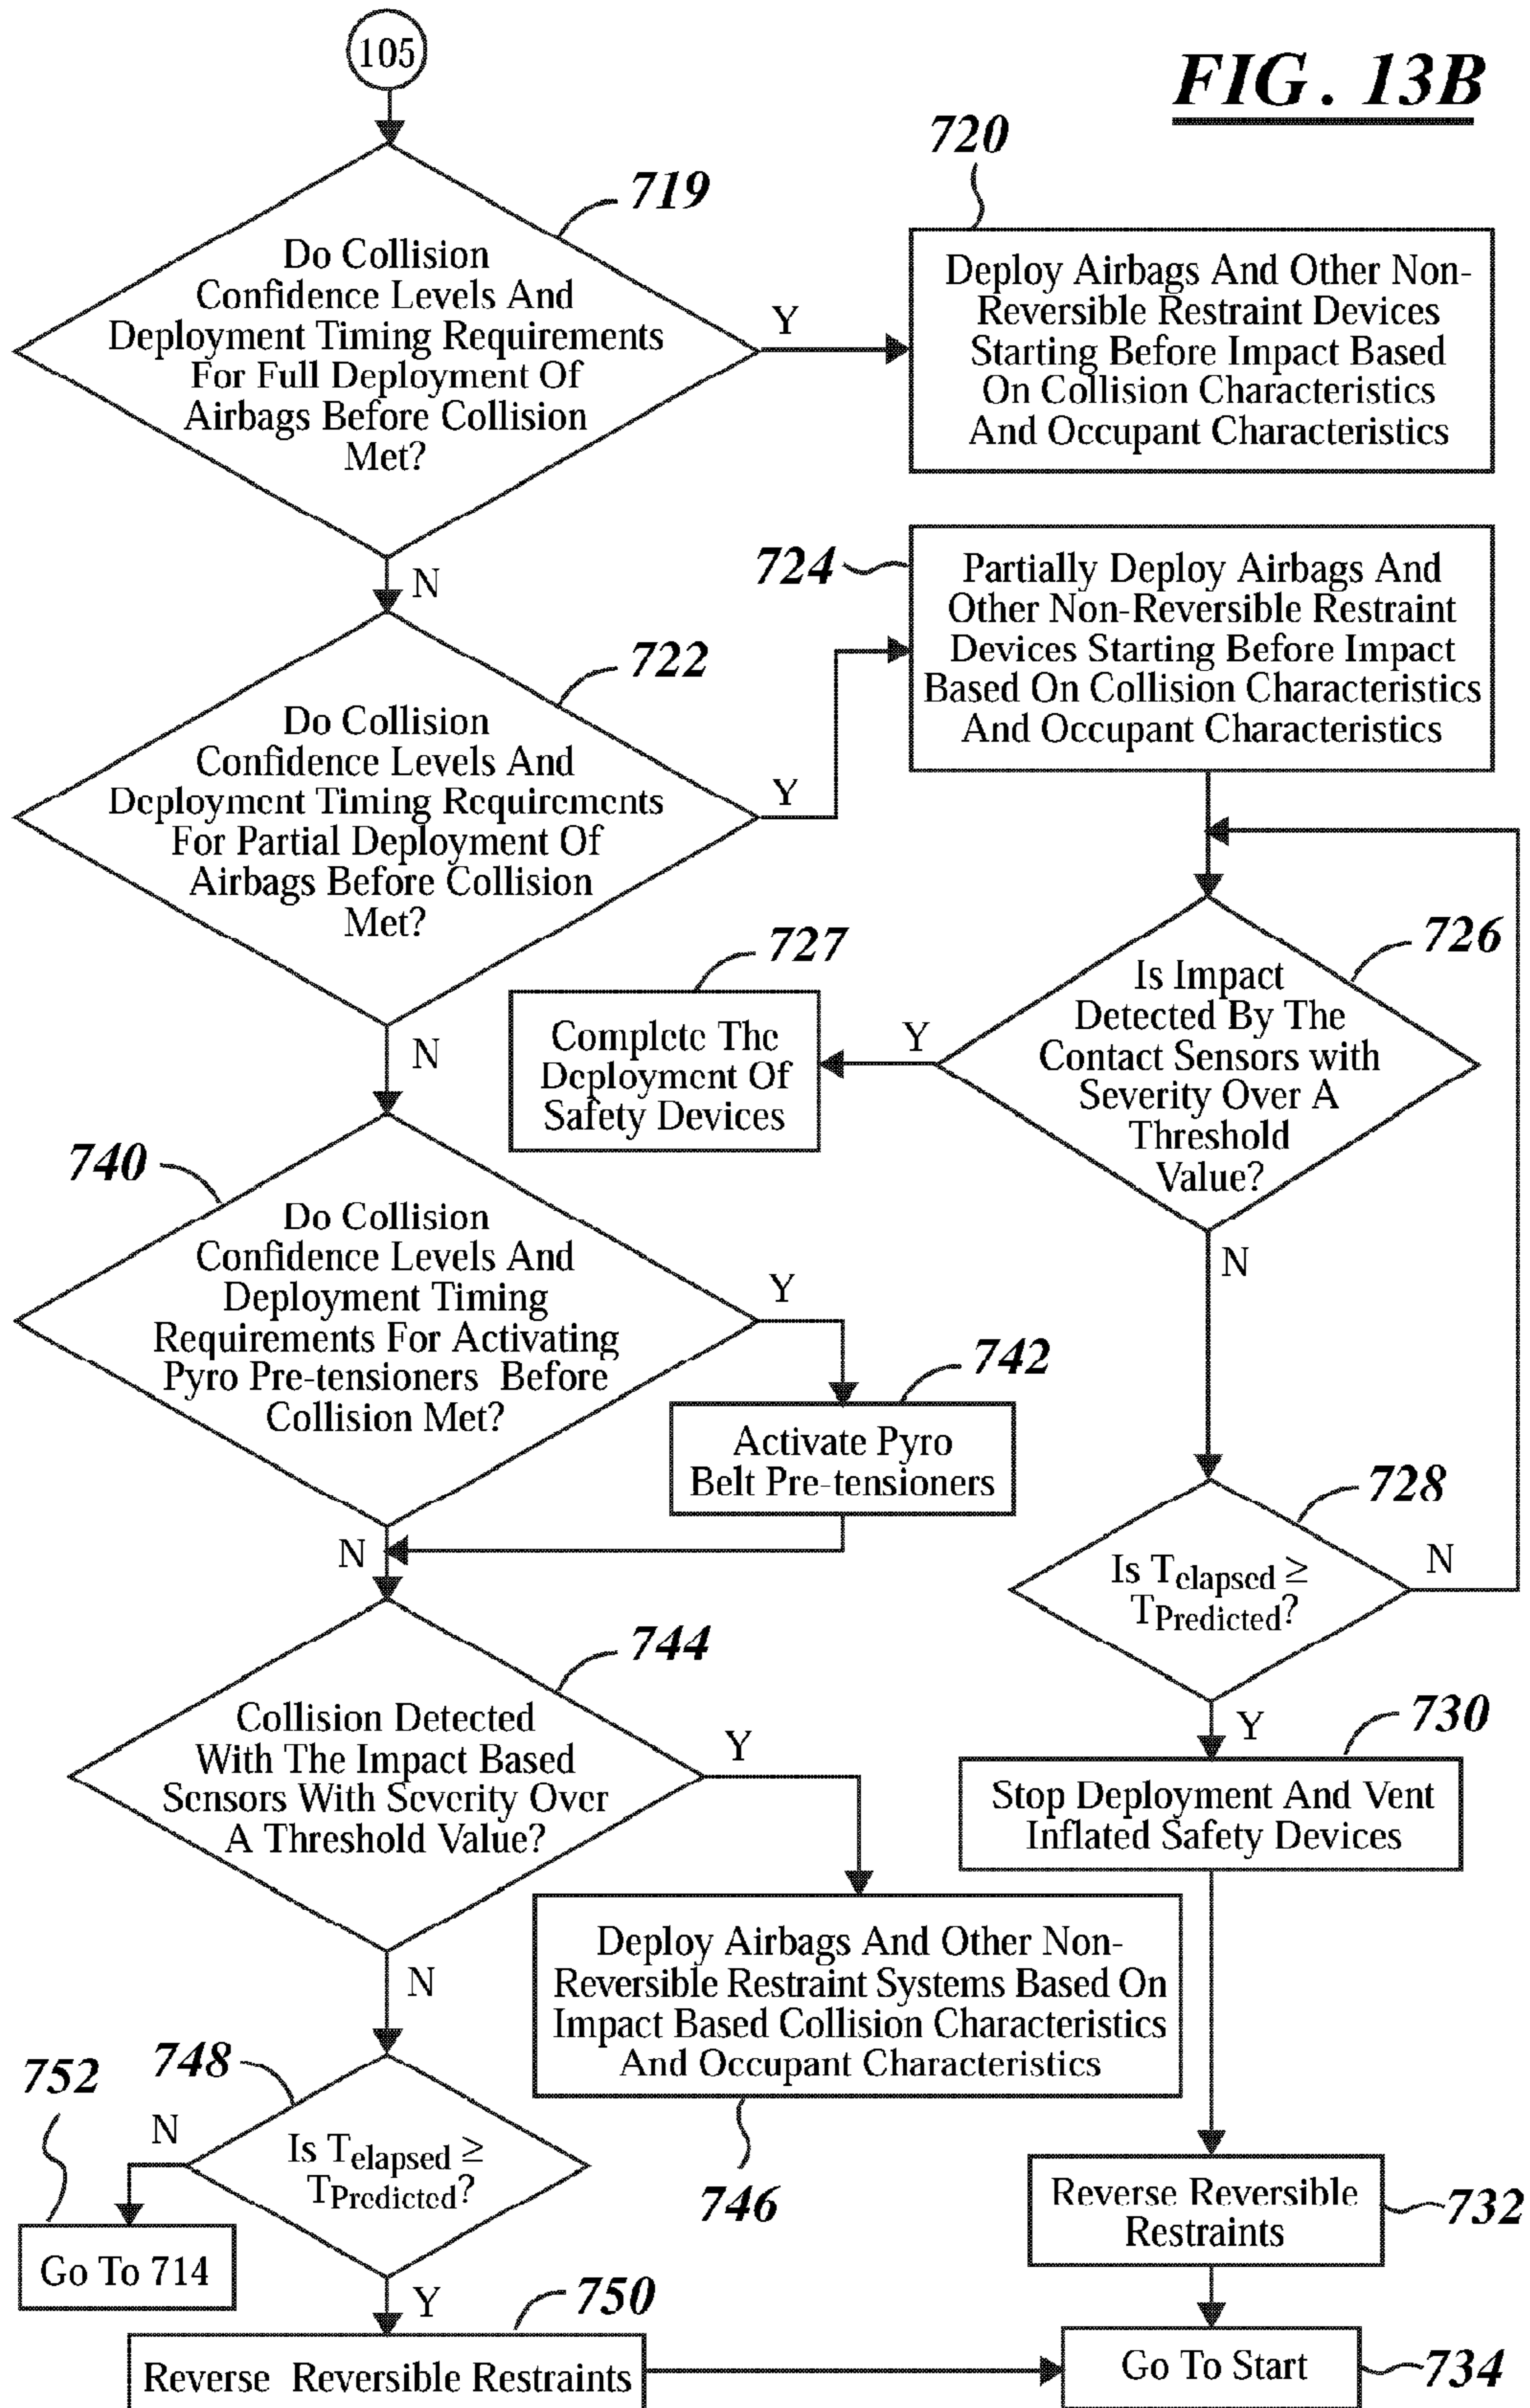 105
FIG. 13B
719
Do Collision
Confidence Levels And
Deployment Timing Requirements
For Full Deployment Of
Airbags Before Collision
Met?
Y
N
720
Deploy Airbags And Other Non-
Reversible Restraint Devices
Starting Before Impact Based
On Collision Characteristics
And Occupant Characteristics
722
Do Collision
Confidence Levels And
Deployment Timing Requirements
For Partial Deployment Of
Airbags Before Collision
Met?
Y
N
724
Partially Deploy Airbags And
Other Non-Reversible Restraint
Devices Starting Before Impact
Based On Collision Characteristics
And Occupant Characteristics
726
Is Impact
Detected By The
Contact Sensors with
Severity Over A
Threshold
Value?
Y
N
727
Complete The
Deployment Of
Safety Devices
740
Do Collision
Confidence Levels And
Deployment Timing
Requirements For Activating
Pyro Pre-tensioners Before
Collision Met?
Y
N
742
Activate Pyro
Belt Pre-tensioners
728
Is Telapsed ≥
TPredicted?
N
Y
744
Collision Detected
With The Impact Based
Sensors With Severity Over
A Threshold Value?
Y
N
730
Stop Deployment And Vent
Inflated Safety Devices
Deploy Airbags And Other Non-
Reversible Restraint Systems Based On
Impact Based Collision Characteristics
And Occupant Characteristics
746
748
Is Telapsed ≥
TPredicted?
N
Y
752
Go To 714
Reverse Reversible
Restraints
732
750
Reverse Reversible Restraints
Go To Start
734